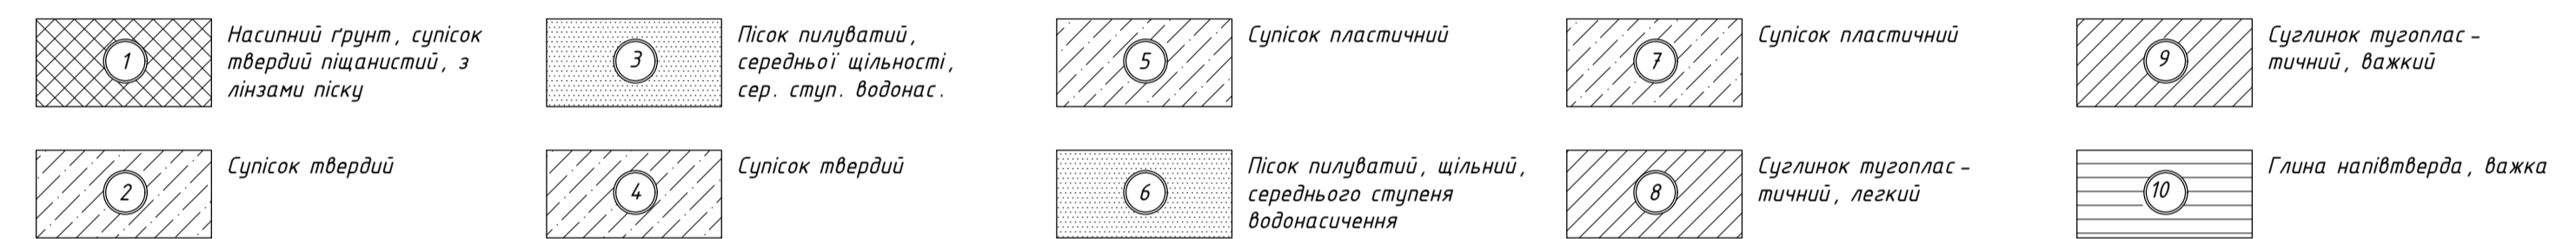 1
Насипний ґрунт, супісок
твердий піщанистий, з
лінзами піску
2
Супісок твердий
3
Пісок пилуватий,
середньої щільності,
сер. ступ. водонас.
4
Супісок твердий
5
Супісок пластичний
6
Пісок пилуватий, щільний,
середнього ступеня
водонасичення
7
Супісок пластичний
8
Суглинок тугоплас-
тичний, легкий
9
Суглинок тугоплас-
тичний, важкий
10
Глина напівтверда, важка